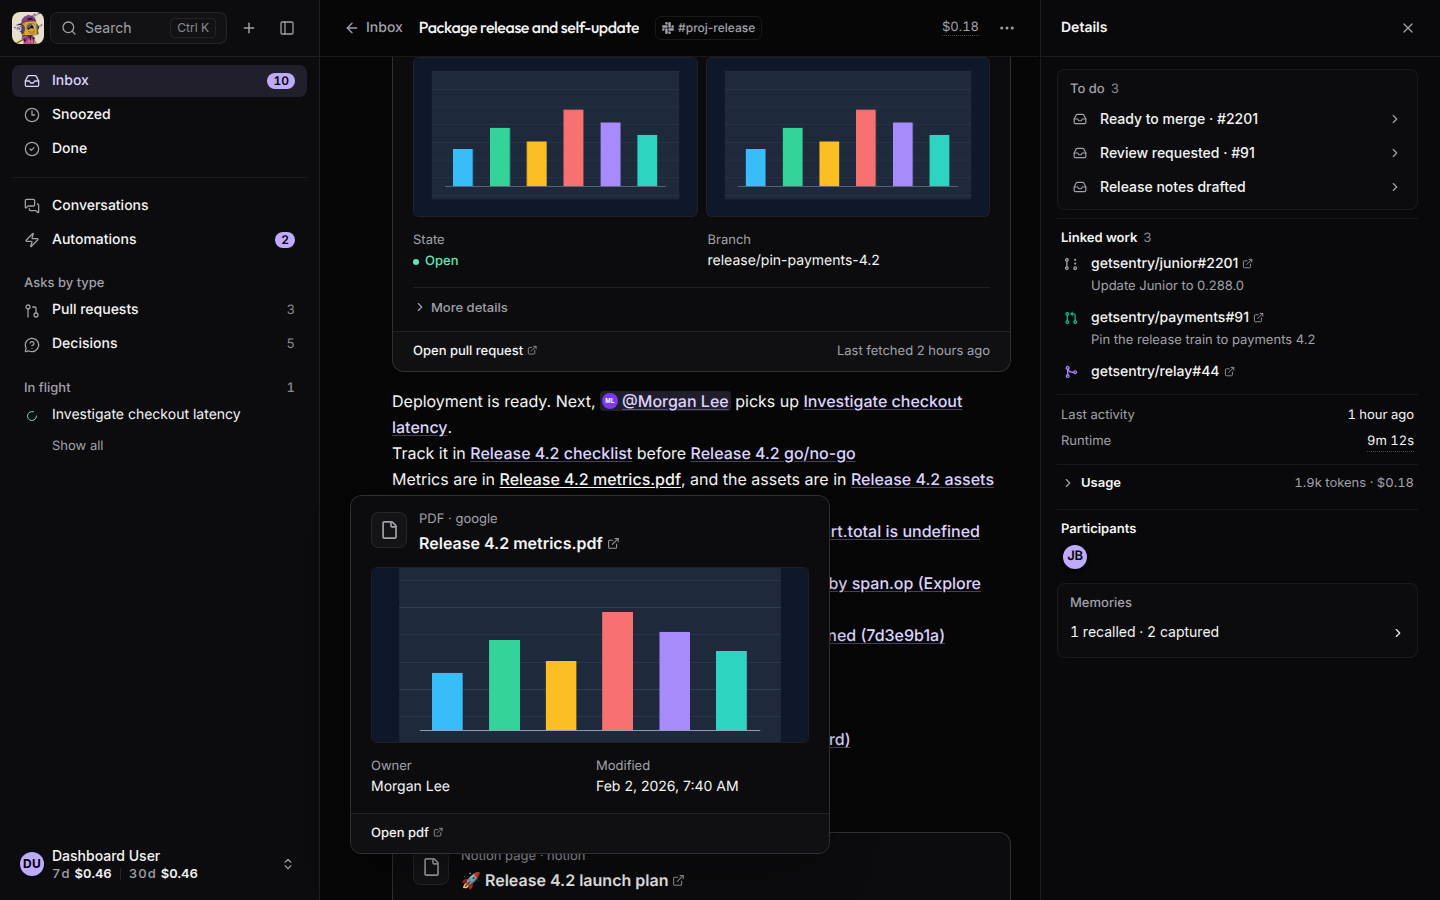 Search
Ctrl K
Inbox
10
Snoozed
Done
Conversations
Automations
2
Asks by type
Pull requests
3
Decisions
5
In flight
1
Investigate checkout latency
Show all
DU
Dashboard User
7d $0.46
30d $0.46
Inbox
Package release and self-update
#proj-release
$0.18
State
Open
Branch
release/pin-payments-4.2
More details
Open pull request
Last fetched 2 hours ago
Deployment is ready. Next, ML @Morgan Lee picks up Investigate checkout
latency.
Track it in Release 4.2 checklist before Release 4.2 go/no-go
Metrics are in Release 4.2 metrics.pdf, and the assets are in Release 4.2 assets
rt.total is undefined
by span.op (Explore
ned (7d3e9b1a)
rd)
PDF · google
Release 4.2 metrics.pdf
Owner
Morgan Lee
Modified
Feb 2, 2026, 7:40 AM
Open pdf
Notion page · notion
🚀 Release 4.2 launch plan
Details
To do 3
Ready to merge · #2201
Review requested · #91
Release notes drafted
Linked work 3
getsentry/junior#2201
Update Junior to 0.288.0
getsentry/payments#91
Pin the release train to payments 4.2
getsentry/relay#44
Last activity
1 hour ago
Runtime
9m 12s
Usage
1.9k tokens · $0.18
Participants
JB
Memories
1 recalled · 2 captured